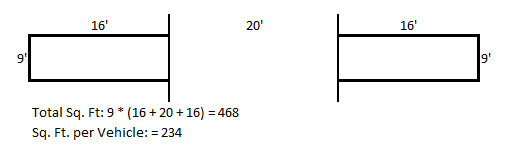 16' 20' 16'
9' 9'
Total Sq. Ft: 9 * (16 + 20 + 16) = 468
Sq. Ft. per Vehicle: = 234